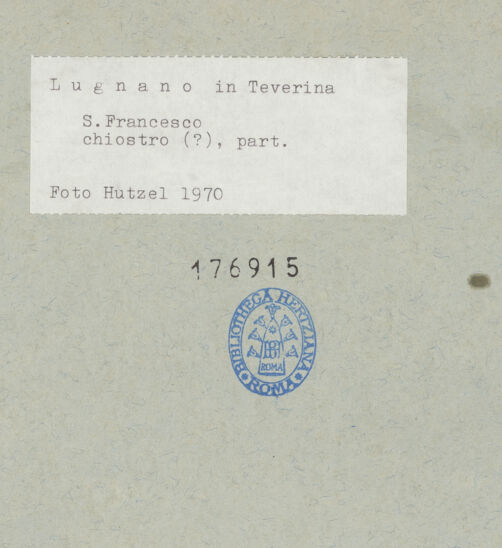 L u g n a n o in Teverina
S.Francesco
chiostro (?), part.
Foto Hutzel 1970
176915
BIBLIOTHECA HERTZIANA
ROMA
ROMA